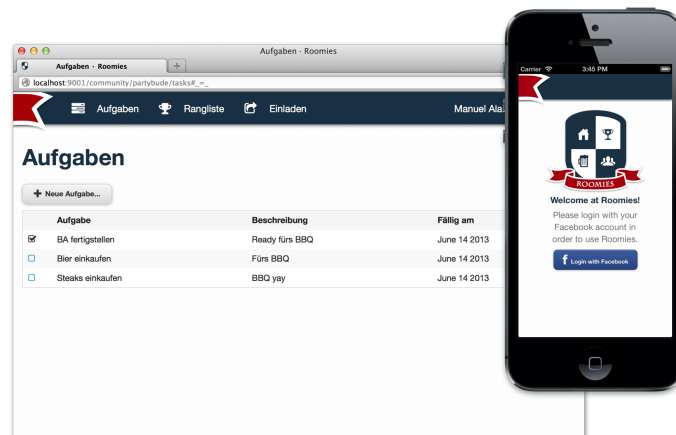 Aufgaben · Roomies
Aufgaben · Roomies
localhost:9001/community/partybude/tasks#_=_
Aufgaben Rangliste Einladen Manuel Ala
Aufgaben
Neue Aufgabe...
Aufgabe Beschreibung Fällig am
BA fertigstellen Ready fürs BBQ June 14 2013
Bier einkaufen Fürs BBQ June 14 2013
Steaks einkaufen BBQ yay June 14 2013
Carrier 3:45 PM
ROOMIES
Welcome at Roomies!
Please login with your
Facebook account in
order to use Roomies.
f Login with Facebook